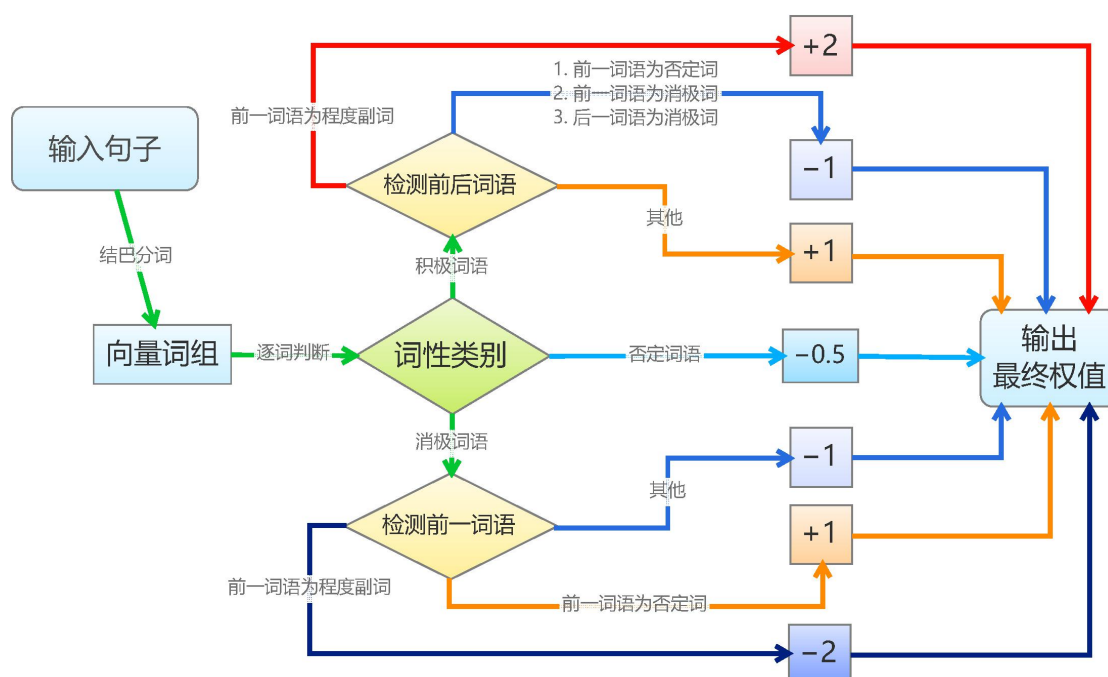 +2
1. 前一词语为否定词
2. 前一词语为消极词
3. 后一词语为消极词
前一词语为程度副词
输入句子
检测前后词语
−1
其他
+1
结巴分词
积极词语
向量词组
逐词判断
词性类别
否定词语
−0.5
输出
最终权值
消极词语
−1
其他
检测前一词语
+1
前一词语为程度副词
前一词语为否定词
−2